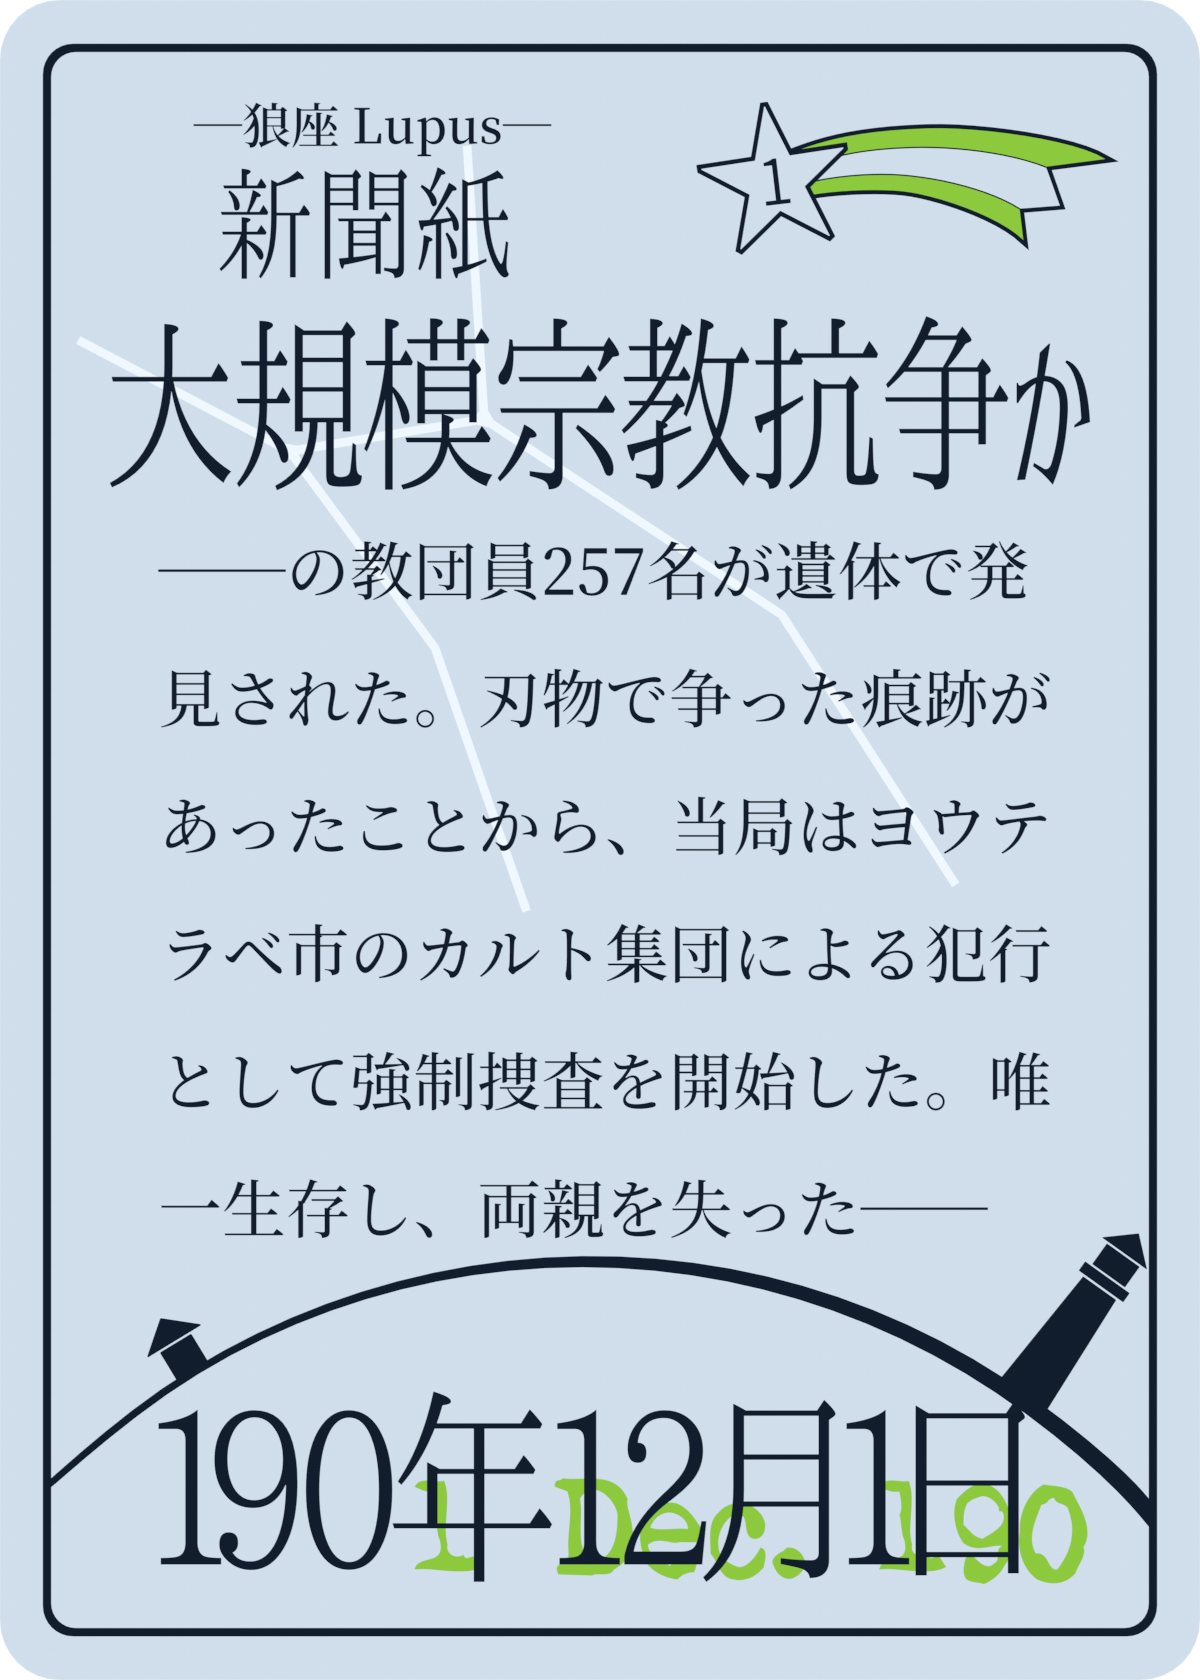 ―狼座 Lupus―
新聞紙
1
大規模宗教抗争か
――の教団員257名が遺体で発
見された。刃物で争った痕跡が
あったことから、当局はヨウテ
ラベ市のカルト集団による犯行
として強制捜査を開始した。唯
一生存し、両親を失った――
190年12月1日
1 Dec. 190